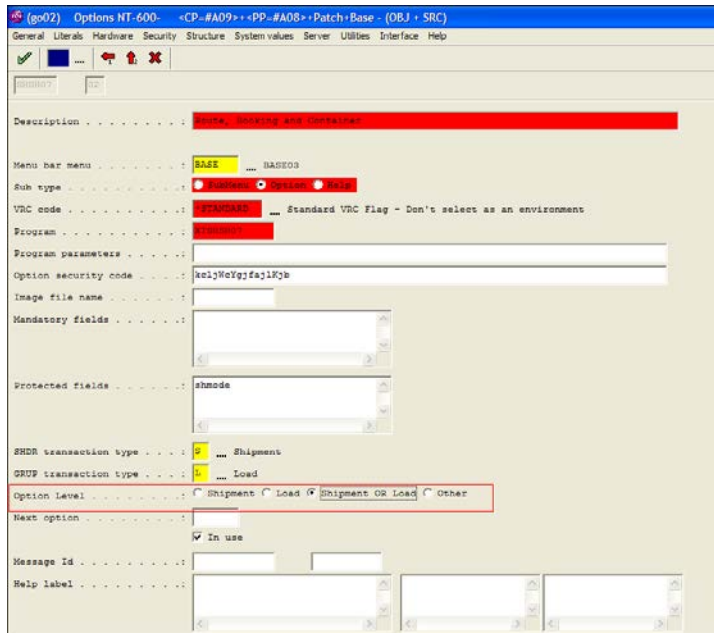 (go02) Options NT-600- <CP=#A09>+<PP=#A08>+Patch+Base - (OBJ + SRC)
General Literals Hardware Security Structure System values Server Utilities Interface Help
...
02
Description . . . . . . . . . : Route, Booking and Container
Menu bar menu . . . . . . . : BASE .... BASE03
Sub type . . . . . . . . . . : SubMenu Option Help
VRC code . . . . . . . . . . : *STANDARD .... Standard VRC Flag - Don't select as an environment
Program . . . . . . . . . . :
Program parameters . . . . . :
Option security code . . . . :
Image file name . . . . . . :
Mandatory fields . . . . . . :
Protected fields . . . . . . : shmode
SHDR transaction type . . . : S .... Shipment
GRUP transaction type . . . : L .... Load
Option Level . . . . . . . . : Shipment Load Shipment OR Load Other
Next option . . . . . . . . :
In use
Message Id . . . . . . . . . :
Help label . . . . . . . . . :